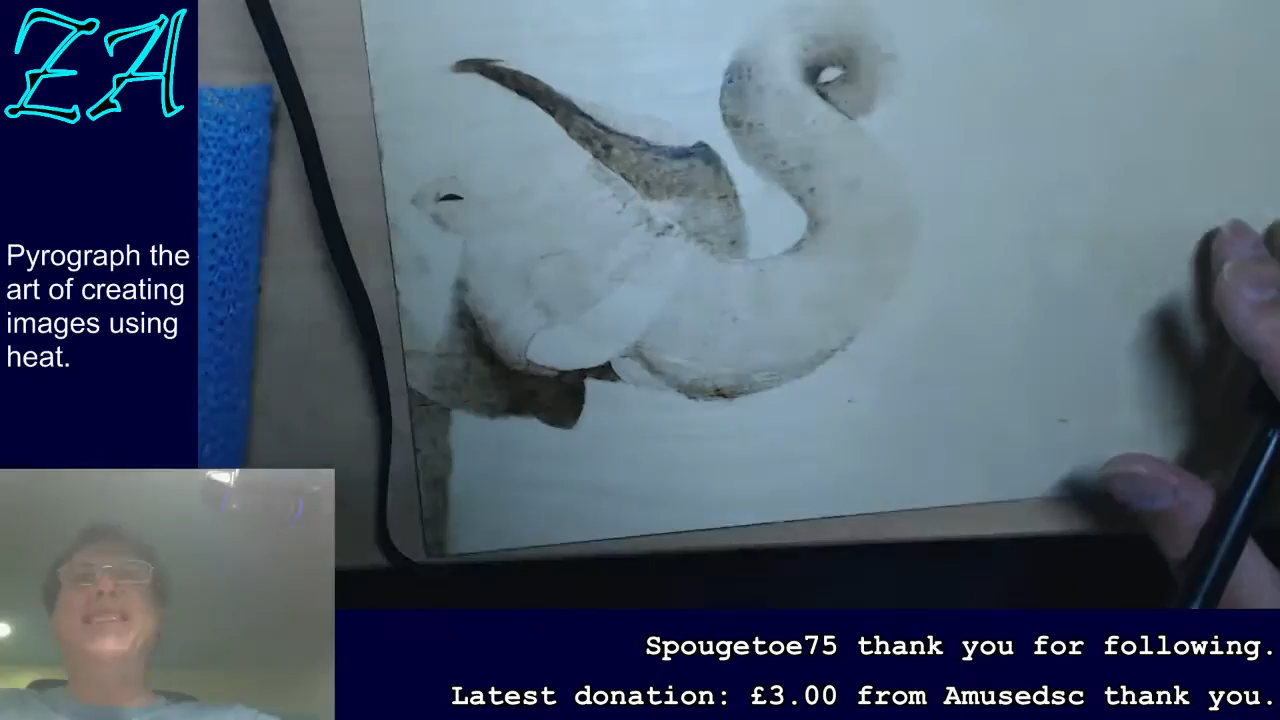 ZA
Pyrograph the
art of creating
images using
heat.
Spougetoe75 thank you for following.
Latest donation: £3.00 from Amusedsc thank you.